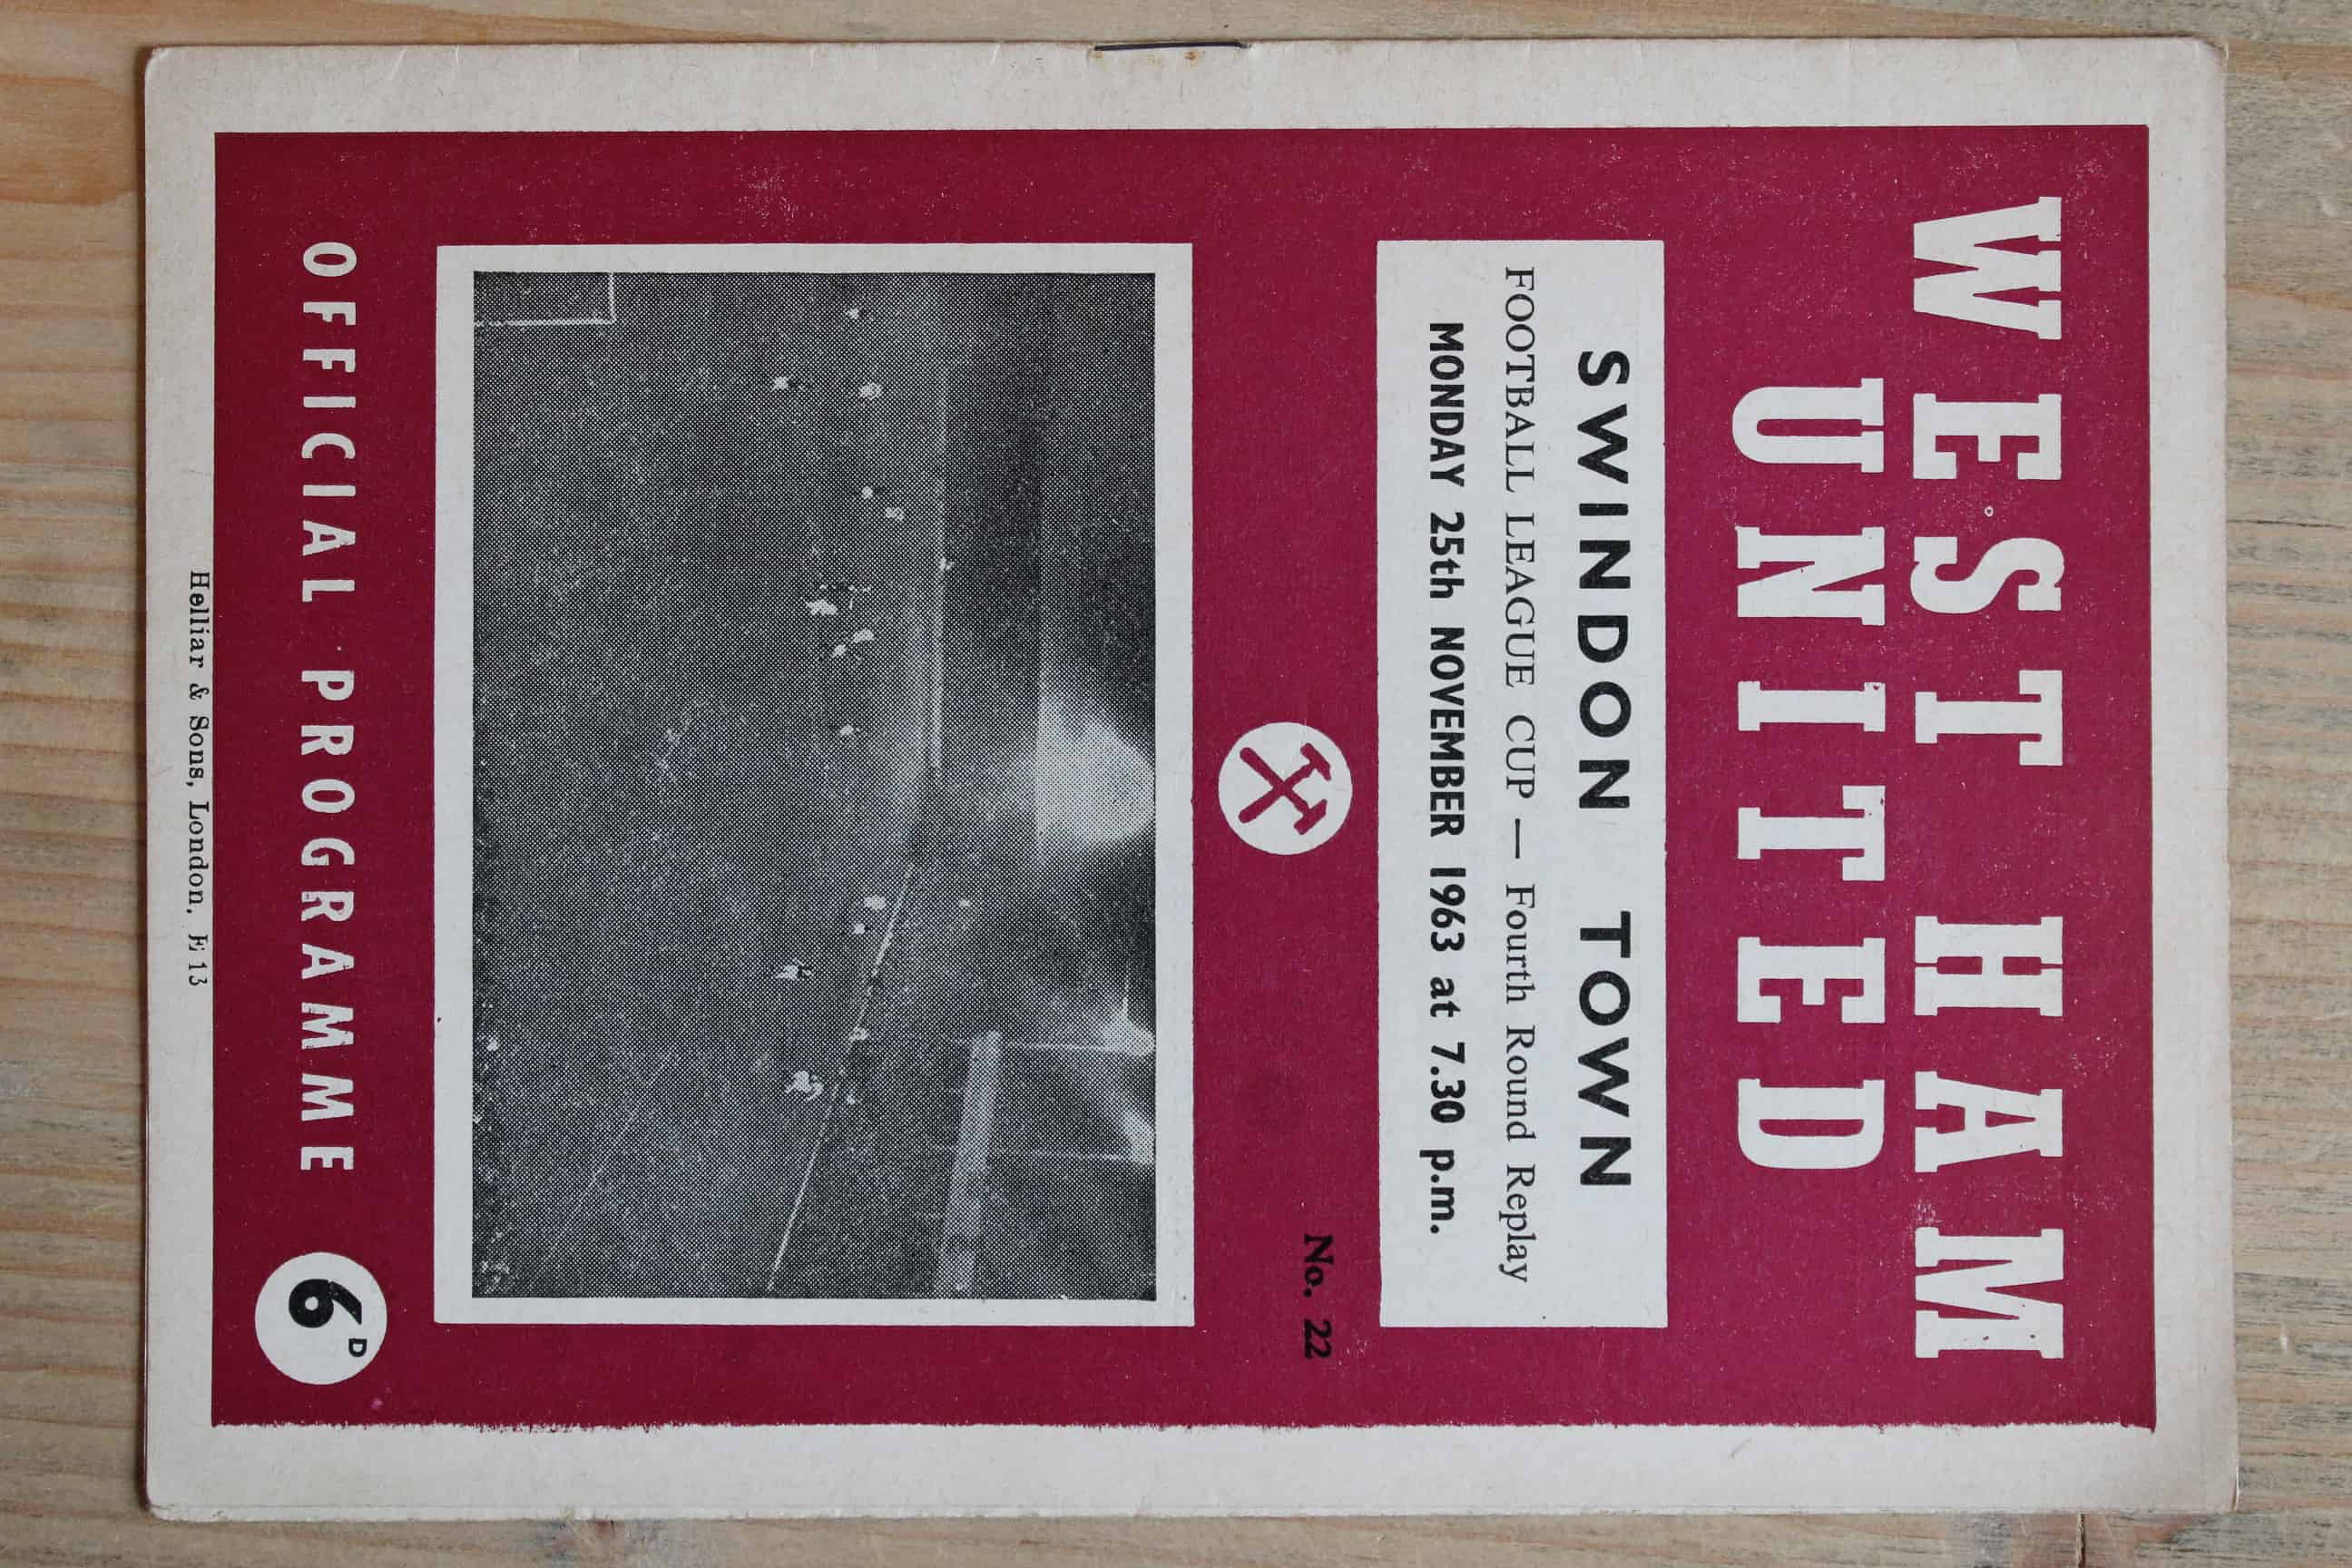 WEST HAM
UNITED
SWINDON TOWN
FOOTBALL LEAGUE CUP — Fourth Round Replay
MONDAY 25th NOVEMBER 1963 at 7.30 p.m.
No. 22
OFFICIAL PROGRAMME
6D
Helliar & Sons, London, E 13